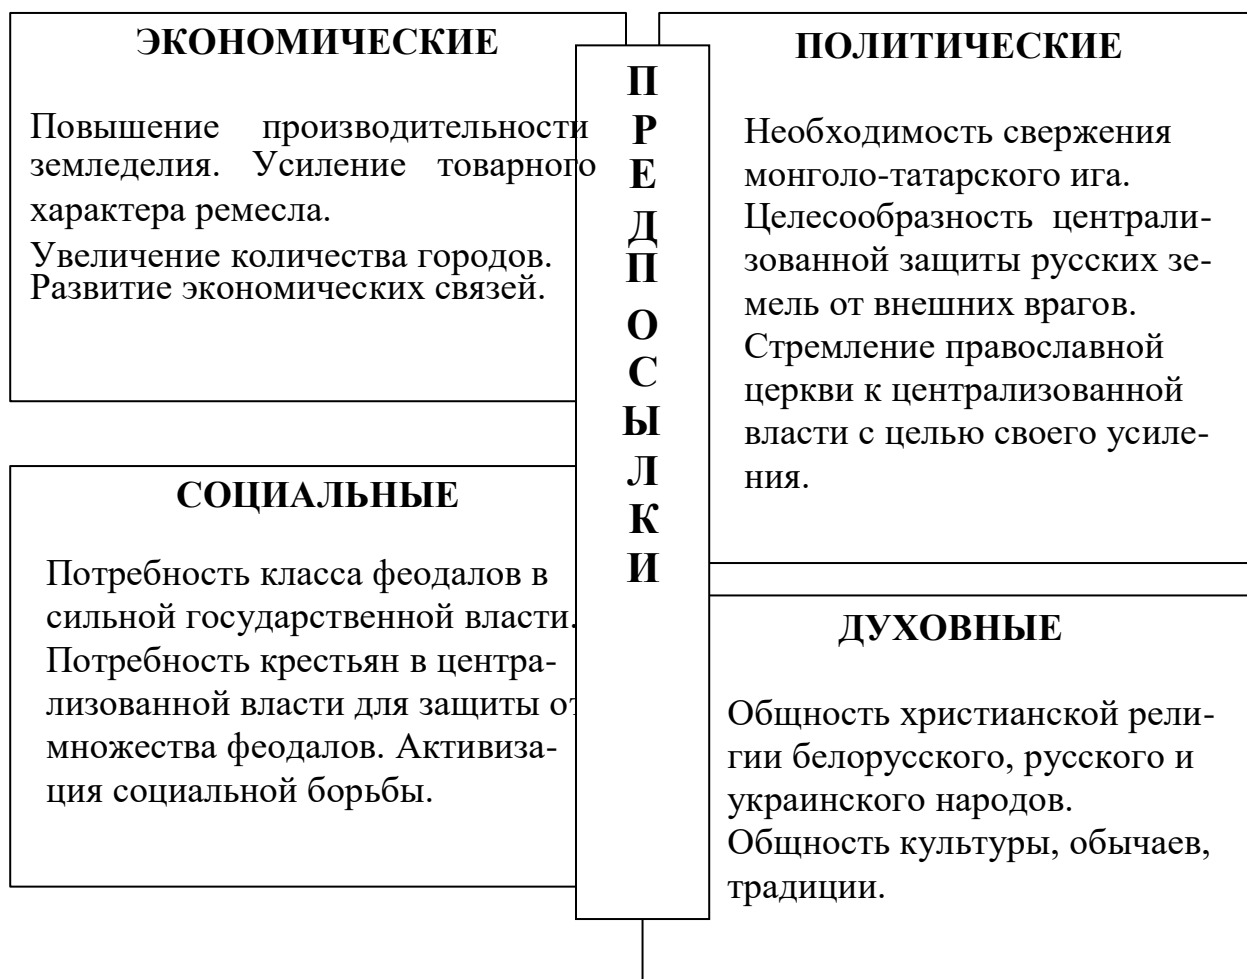 ЭКОНОМИЧЕСКИЕ
Повышение производительности
земледелия. Усиление товарного
характера ремесла.
Увеличение количества городов.
Развитие экономических связей.
СОЦИАЛЬНЫЕ
Потребность класса феодалов в
сильной государственной власти.
Потребность крестьян в центра-
лизованной власти для защиты от
множества феодалов. Активиза-
ция социальной борьбы.
П
Р
Е
Д
П
О
С
Ы
Л
К
И
ПОЛИТИЧЕСКИЕ
Необходимость свержения
монголо-татарского ига.
Целесообразность централи-
зованной защиты русских зе-
мель от внешних врагов.
Стремление православной
церкви к централизованной
власти с целью своего усиле-
ния.
ДУХОВНЫЕ
Общность христианской рели-
гии белорусского, русского и
украинского народов.
Общность культуры, обычаев,
традиции.